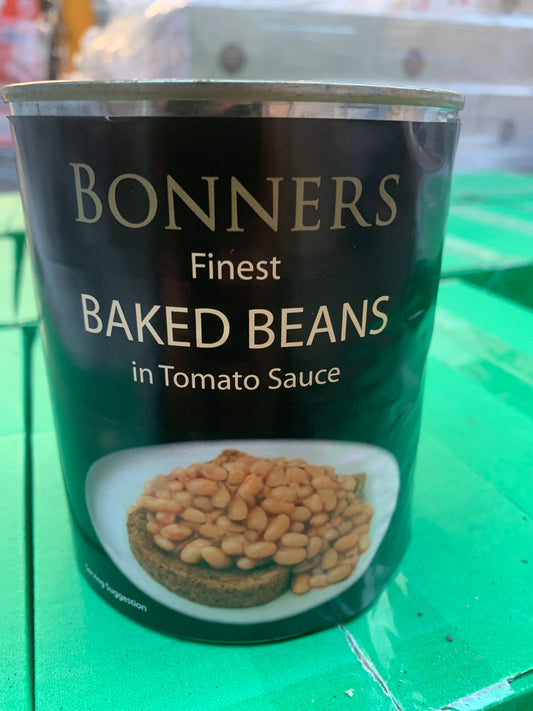 BONNERS
Finest
BAKED BEANS
in Tomato Sauce
Serving Suggestion